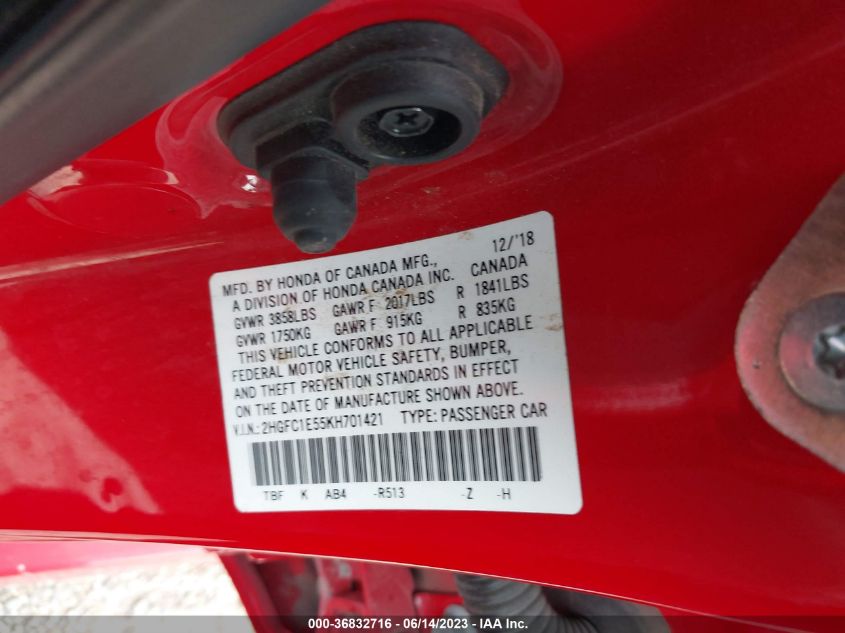 12/'18
MFD. BY HONDA OF CANADA MFG.,
A DIVISION OF HONDA CANADA INC. CANADA
GVWR 3858LBS GAWR F 2017LBS R 1841LBS
GVWR 1750KG GAWR F 915KG R 835KG
THIS VEHICLE CONFORMS TO ALL APPLICABLE
FEDERAL MOTOR VEHICLE SAFETY, BUMPER,
AND THEFT PREVENTION STANDARDS IN EFFECT
ON THE DATE OF MANUFACTURE SHOWN ABOVE.
V.I.N.:2HGFC1E55KH701421 TYPE: PASSENGER CAR
TBF K AB4 -R513 -Z -H
000-36832716 - 06/14/2023 - IAA Inc.